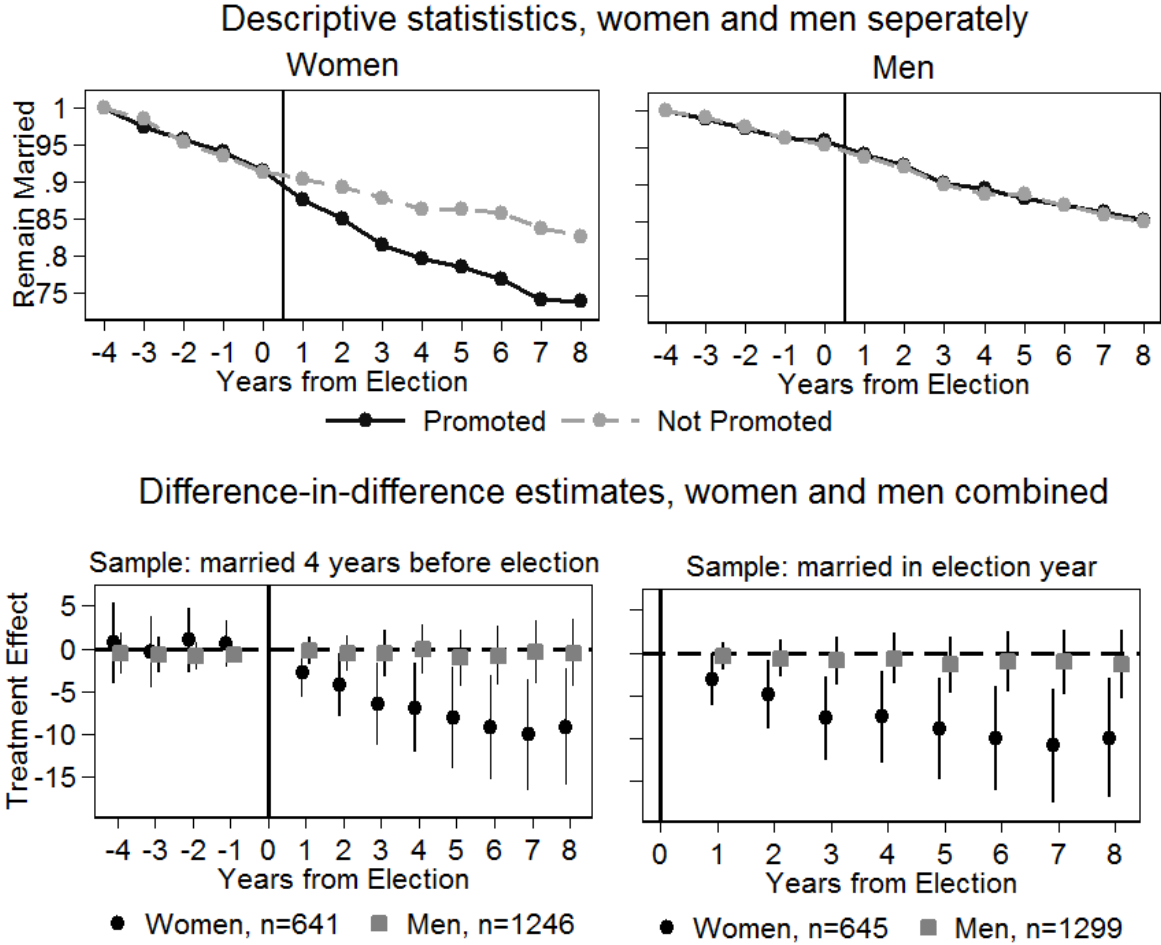 Descriptive statististics, women and men seperately
Women
Men
Remain Married
1
.95
.9
.85
.8
.75
-4 -3 -2 -1 0 1 2 3 4 5 6 7 8
-4 -3 -2 -1 0 1 2 3 4 5 6 7 8
Years from Election
Years from Election
Promoted
Not Promoted
Difference-in-difference estimates, women and men combined
Sample: married 4 years before election
Sample: married in election year
Treatment Effect
5
0
-5
-10
-15
-4 -3 -2 -1 0 1 2 3 4 5 6 7 8
0 1 2 3 4 5 6 7 8
Years from Election
Years from Election
Women, n=641
Men, n=1246
Women, n=645
Men, n=1299